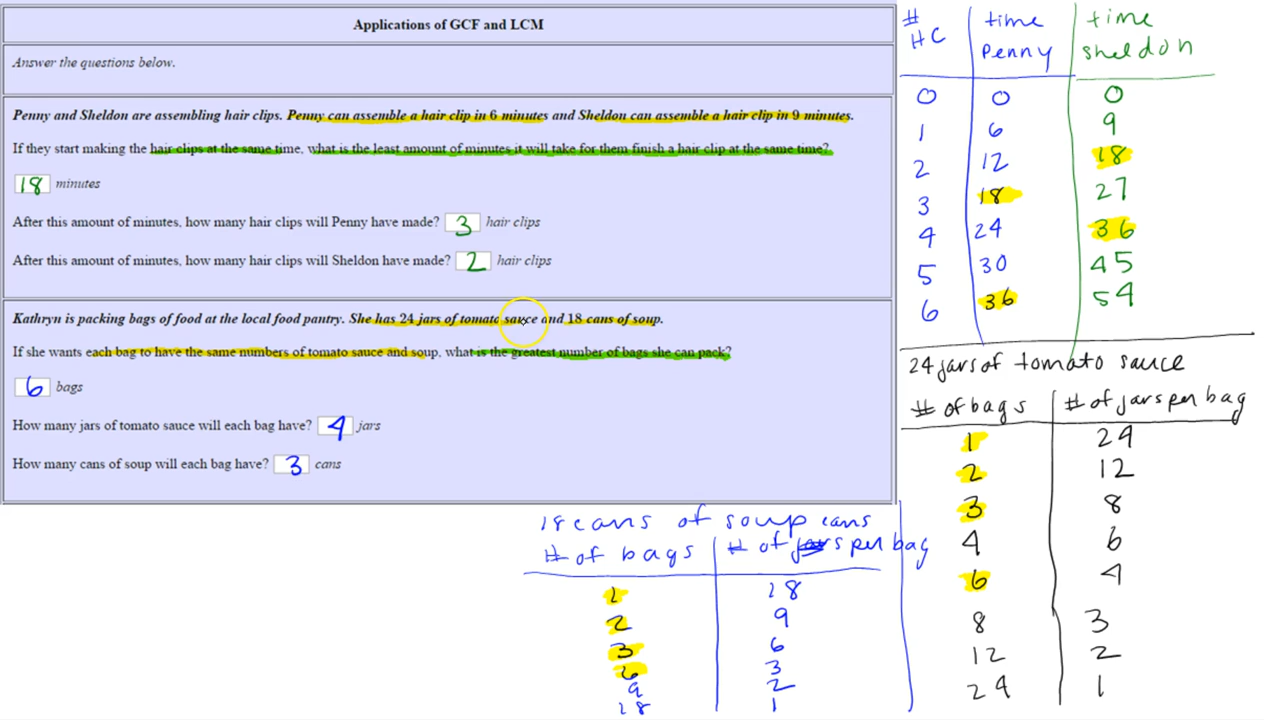 Applications of GCF and LCM
Answer the questions below.
Penny and Sheldon are assembling hair clips. Penny can assemble a hair clip in 6 minutes and Sheldon can assemble a hair clip in 9 minutes.
If they start making the hair clips at the same time, what is the least amount of minutes it will take for them finish a hair clip at the same time?
18 minutes
After this amount of minutes, how many hair clips will Penny have made? 3 hair clips
After this amount of minutes, how many hair clips will Sheldon have made? 2 hair clips
Kathryn is packing bags of food at the local food pantry. She has 24 jars of tomato sauce and 18 cans of soup.
If she wants each bag to have the same numbers of tomato sauce and soup, what is the greatest number of bags she can pack?
6 bags
How many jars of tomato sauce will each bag have? 4 jars
How many cans of soup will each bag have? 3 cans
# HC time Penny time Sheldon
0 0 0
1 6 9
2 12 18
3 18 27
4 24 36
5 30 45
6 36 54
24 jars of tomato sauce
# of bags # of jars per bag
1 24
2 12
3 8
4 6
6 4
8 3
12 2
24 1
18 cans of soup cans
# of bags # of per bag
1 18
2 9
3 6
6 3
9 2
18 1